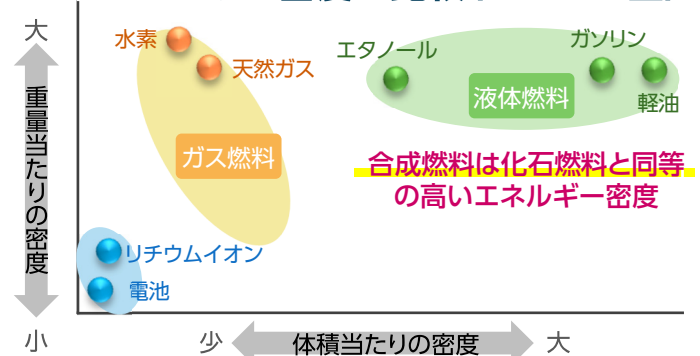 大
水素
天然ガス
エタノール
ガソリン
軽油
液体燃料
ガス燃料
重量当たりの密度
合成燃料は化石燃料と同等
の高いエネルギー密度
リチウムイオン
電池
小
少
体積当たりの密度
大